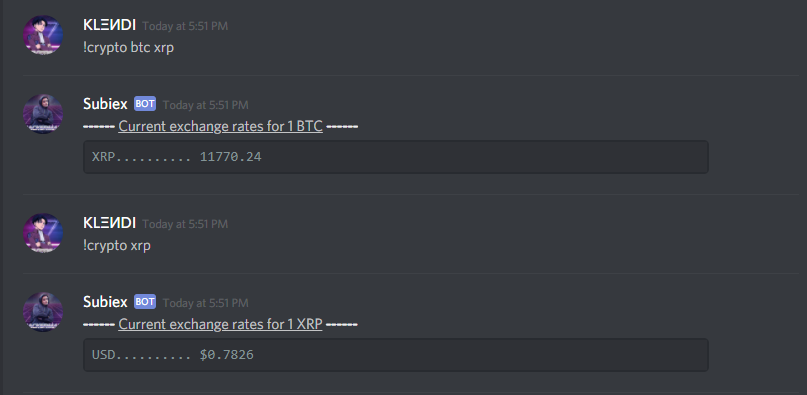 KLΞИDI Today at 5:51 PM
!crypto btc xrp
Subiex BOT Today at 5:51 PM
------ Current exchange rates for 1 BTC ------
XRP.......... 11770.24
KLΞИDI Today at 5:51 PM
!crypto xrp
Subiex BOT Today at 5:51 PM
------ Current exchange rates for 1 XRP ------
USD.......... $0.7826